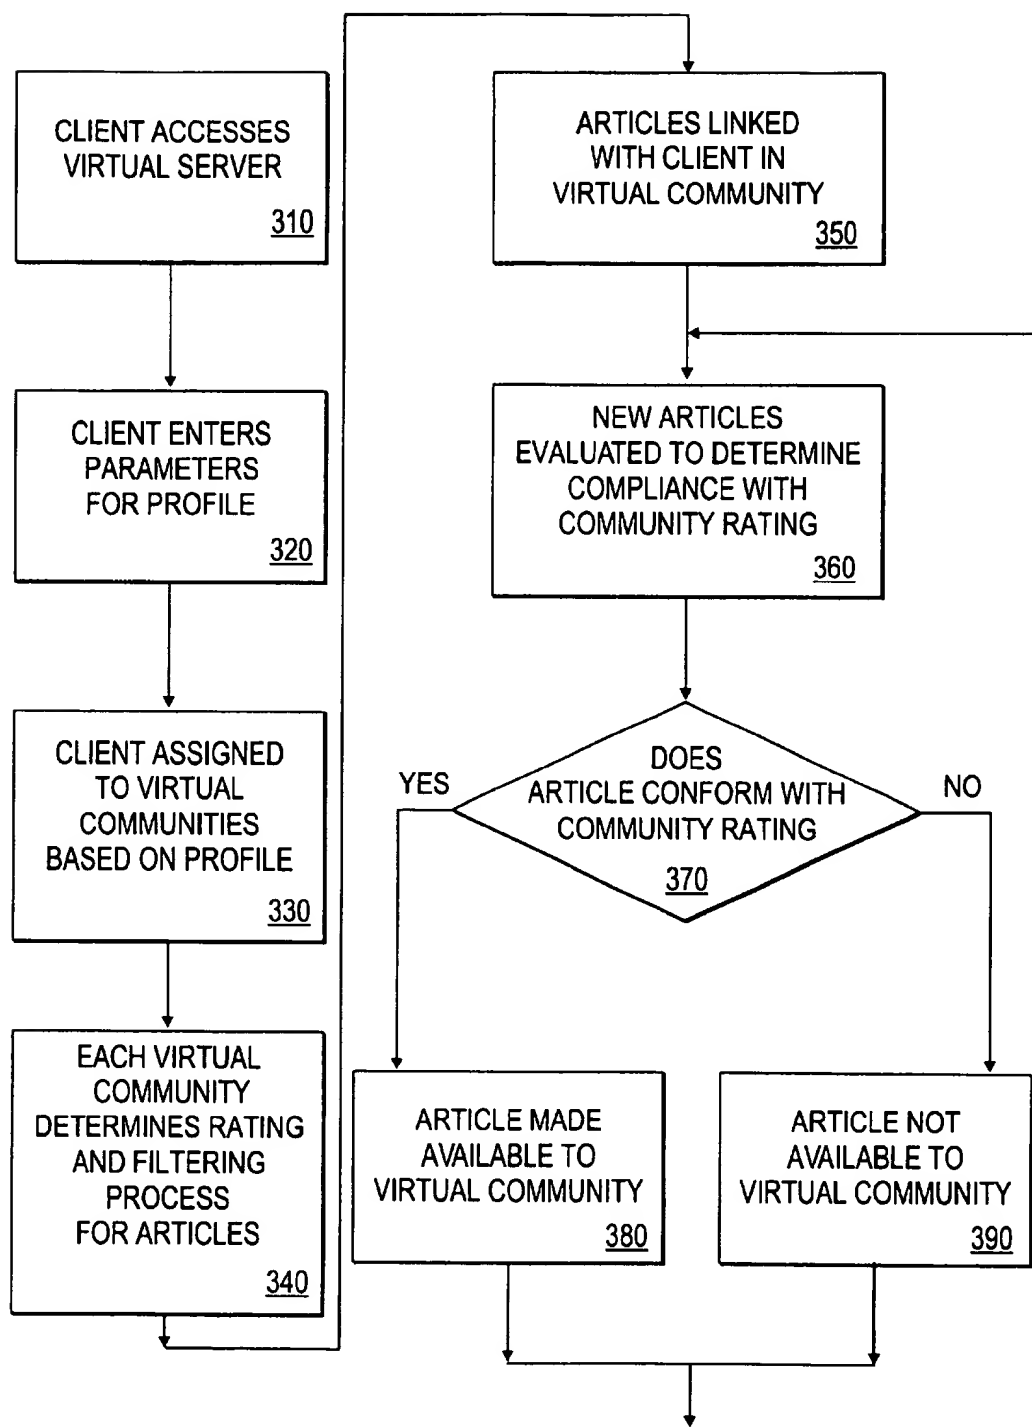 CLIENT ACCESSES
VIRTUAL SERVER
310
CLIENT ENTERS
PARAMETERS
FOR PROFILE
320
CLIENT ASSIGNED
TO VIRTUAL
COMMUNITIES
BASED ON PROFILE
330
EACH VIRTUAL
COMMUNITY
DETERMINES RATING
AND FILTERING
PROCESS
FOR ARTICLES
340
ARTICLES LINKED
WITH CLIENT IN
VIRTUAL COMMUNITY
350
NEW ARTICLES
EVALUATED TO DETERMINE
COMPLIANCE WITH
COMMUNITY RATING
360
DOES
ARTICLE CONFORM WITH
COMMUNITY RATING
370
YES
NO
ARTICLE MADE
AVAILABLE TO
VIRTUAL COMMUNITY
380
ARTICLE NOT
AVAILABLE TO
VIRTUAL COMMUNITY
390